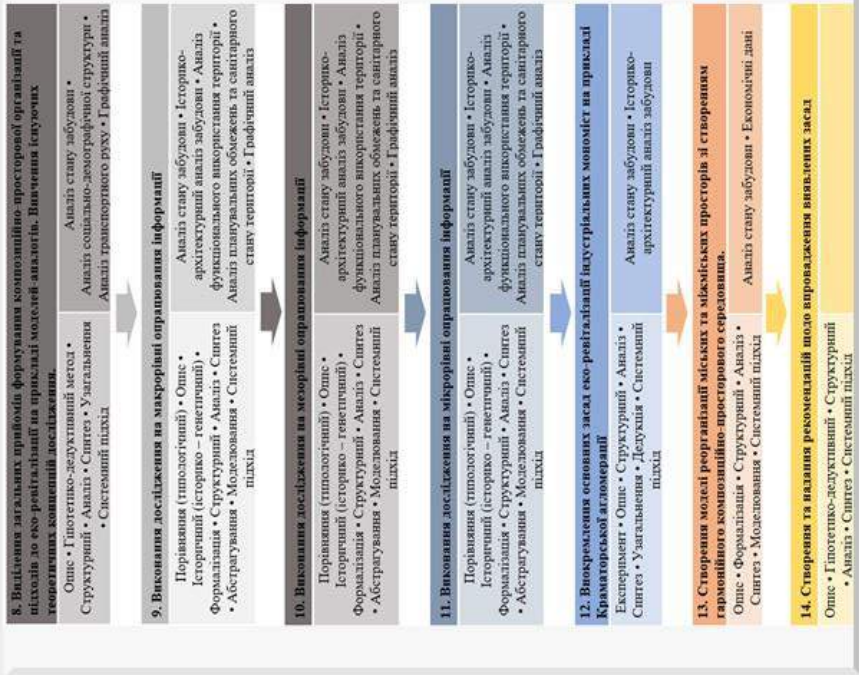 8. Виділення загальних прийомів формування композиційно-просторової організації та
підходів до еко-ревіталізації на прикладі моделей-аналогів. Вивчення існуючих
теоретичних концепцій дослідження.
Опис • Гіпотетико-дедуктивний метод •
Структурний • Аналіз • Синтез • Узагальнення
• Системний підхід
Аналіз стану забудови •
Аналіз соціально-демографічної структури •
Аналіз транспортного руху • Графічний аналіз
9. Виконання дослідження на макрорівні опрацювання інформації
Порівняння (типологічний) • Опис •
Історичний (історико – генетичний) •
Формалізація • Структурний • Аналіз • Синтез
• Абстрагування • Моделювання • Системний
підхід
Аналіз стану забудови • Історико-
архітектурний аналіз забудови • Аналіз
функціонального використання території •
Аналіз планувальних обмежень та санітарного
стану території • Графічний аналіз
10. Виконання дослідження на мезорівні опрацювання інформації
Порівняння (типологічний) • Опис •
Історичний (історико – генетичний) •
Формалізація • Структурний • Аналіз • Синтез
• Абстрагування • Моделювання • Системний
підхід
Аналіз стану забудови • Історико-
архітектурний аналіз забудови • Аналіз
функціонального використання території •
Аналіз планувальних обмежень та санітарного
стану території • Графічний аналіз
11. Виконання дослідження на мікрорівні опрацювання інформації
Порівняння (типологічний) • Опис •
Історичний (історико – генетичний) •
Формалізація • Структурний • Аналіз • Синтез
• Абстрагування • Моделювання • Системний
підхід
Аналіз стану забудови • Історико-
архітектурний аналіз забудови • Аналіз
функціонального використання території •
Аналіз планувальних обмежень та санітарного
стану території • Графічний аналіз
12. Виокремлення основних засад еко-ревіталізації індустріальних мономіст на прикладі
Краматорської агломерації
Експеримент • Опис • Структурний • Аналіз •
Синтез • Узагальнення • Дедукція • Системний
підхід
Аналіз стану забудови • Історико-
архітектурний аналіз забудови
13. Створення моделі реорганізації міських та міжміських просторів зі створенням
гармонійного композиційно-просторового середовища.
Опис • Формалізація • Структурний • Аналіз •
Синтез • Моделювання • Системний підхід
Аналіз стану забудови • Економічні дані
14. Створення та надання рекомендацій щодо впровадження виявлених засад
Опис • Гіпотетико-дедуктивний • Структурний
• Аналіз • Синтез • Системний підхід